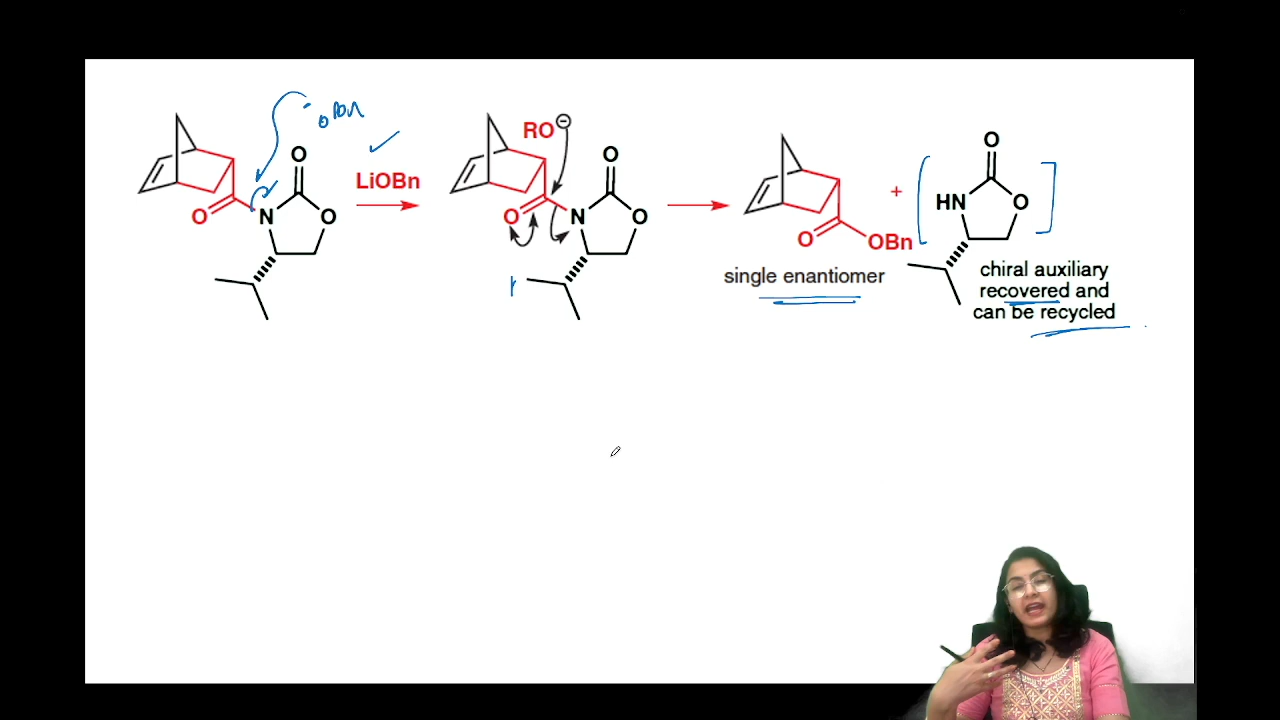 LiOBn
RO⊖
O
O
N
O
O
O
N
O
O
OBn
+
O
HN
O
single enantiomer
chiral auxiliary
recovered and
can be recycled